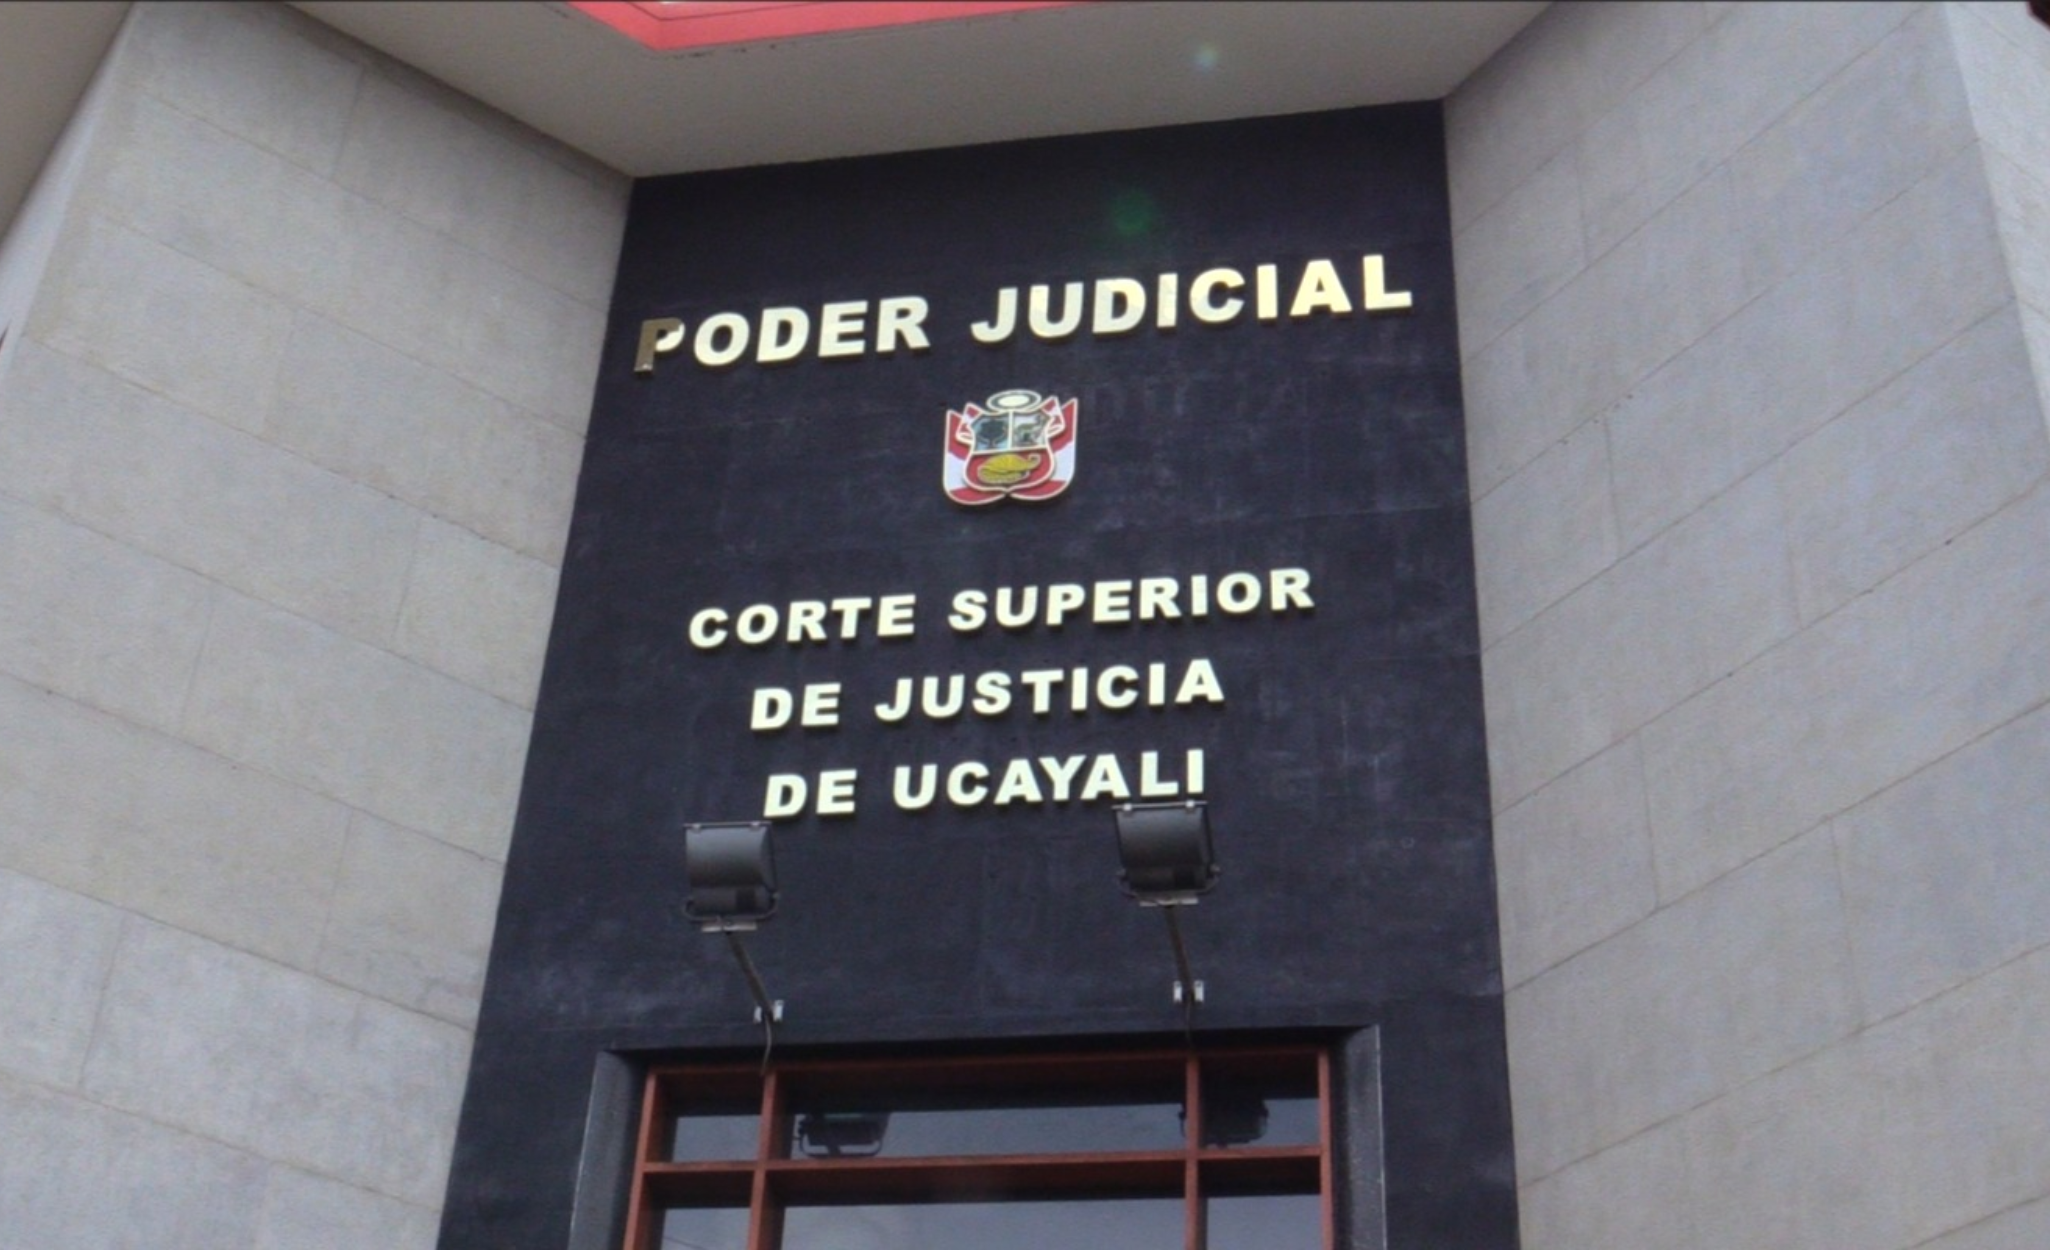 PODER JUDICIAL
CORTE SUPERIOR
DE JUSTICIA
DE UCAYALI